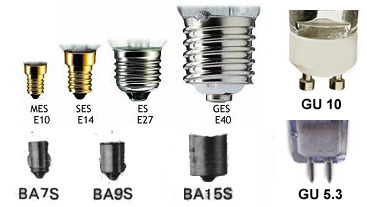 MES SES ES GES
E10 E14 E27 E40
GU 10
BA7S BA9S BA15S
GU 5.3